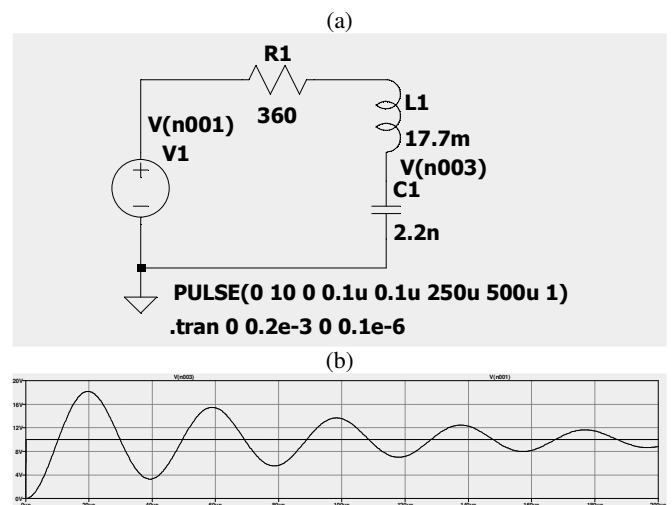 (a)
R1
360
L1
17.7m
V(n001)
V1
V(n003)
C1
2.2n
PULSE(0 10 0 0.1u 0.1u 250u 500u 1)
.tran 0 0.2e-3 0 0.1e-6
(b)
V(n003) V(n001)
20V
16V
12V
8V
4V
0V